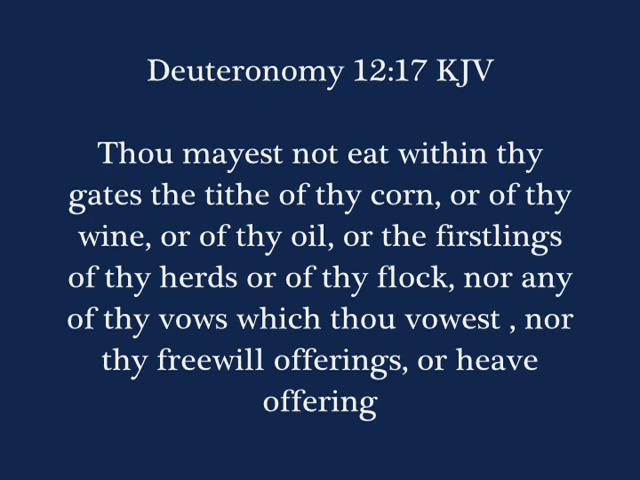 Deuteronomy 12:17 KJV
Thou mayest not eat within thy
gates the tithe of thy corn, or of thy
wine, or of thy oil, or the firstlings
of thy herds or of thy flock, nor any
of thy vows which thou vowest , nor
thy freewill offerings, or heave
offering